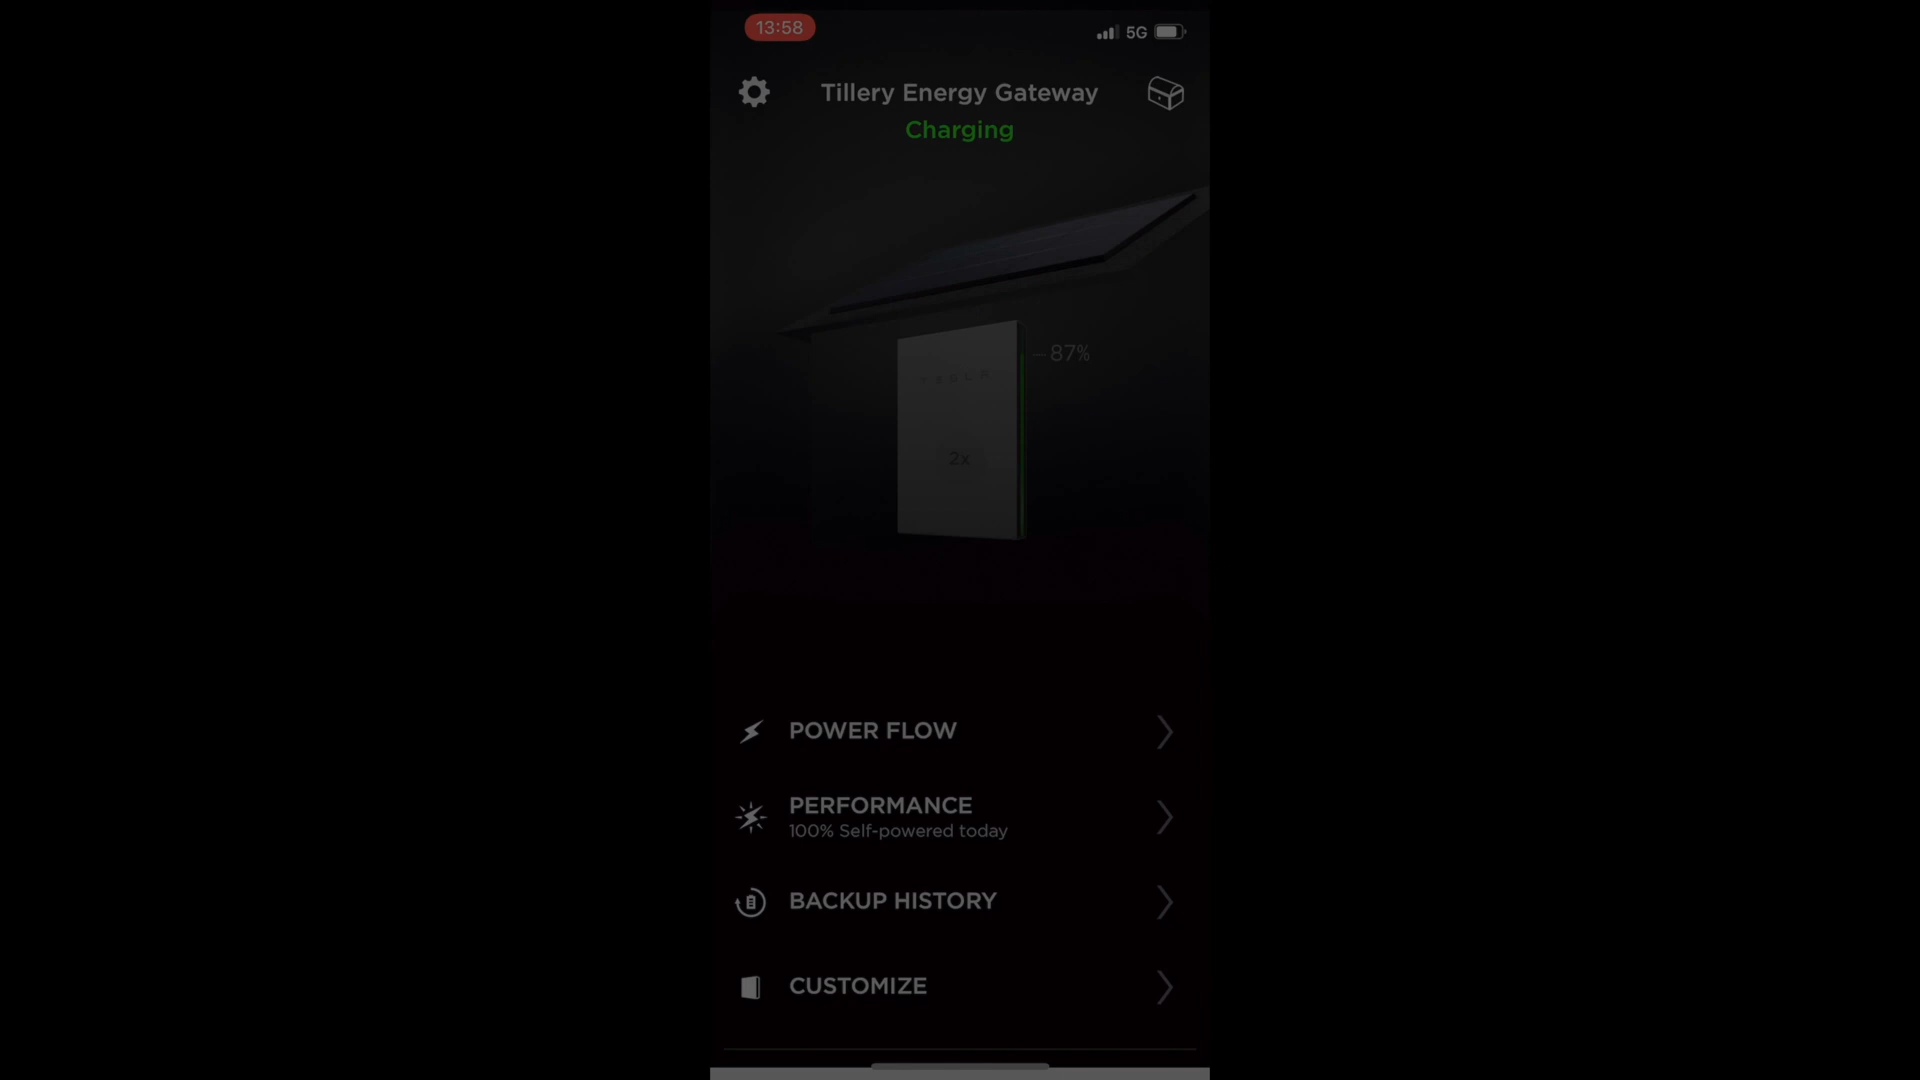 13:58
5G
Tillery Energy Gateway
Charging
87%
TESLA
2x
POWER FLOW
PERFORMANCE
100% Self-powered today
BACKUP HISTORY
CUSTOMIZE